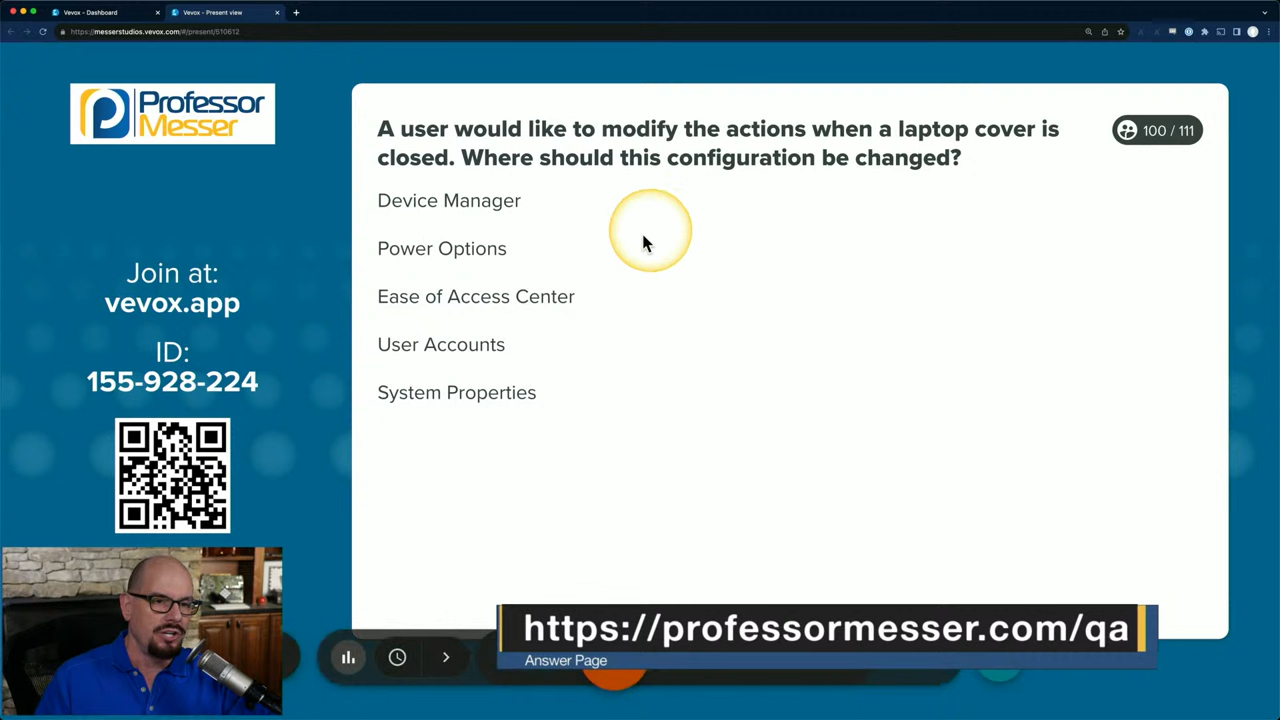 Vevox - Dashboard
Vevox - Present view
https://messerstudios.vevox.com/#/present/510612
Professor
Messer
A user would like to modify the actions when a laptop cover is
closed. Where should this configuration be changed?
100 / 111
Device Manager
Power Options
Ease of Access Center
User Accounts
System Properties
Join at:
vevox.app
ID:
155-928-224
https://professormesser.com/qa
Answer Page